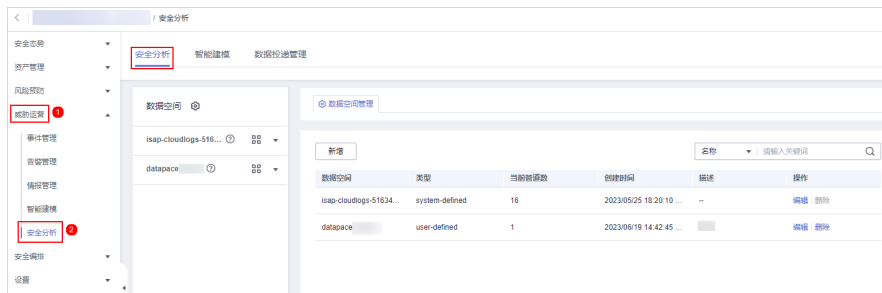 / 安全分析
安全态势
资产管理
风险预防
威胁运营 1
事件管理
告警管理
情报管理
智能建模
安全分析 2
安全编排
设置
安全分析 智能建模 数据投递管理
数据空间
isap-cloudlogs-516...
datapace
数据空间管理
新增 名称 请输入关键词
数据空间 类型 当前管道数 创建时间 描述 操作
isap-cloudlogs-51634... system-defined 16 2023/05/25 18:20:10 ... -- 编辑 删除
datapace user-defined 1 2023/06/19 14:42:45 ... 编辑 删除